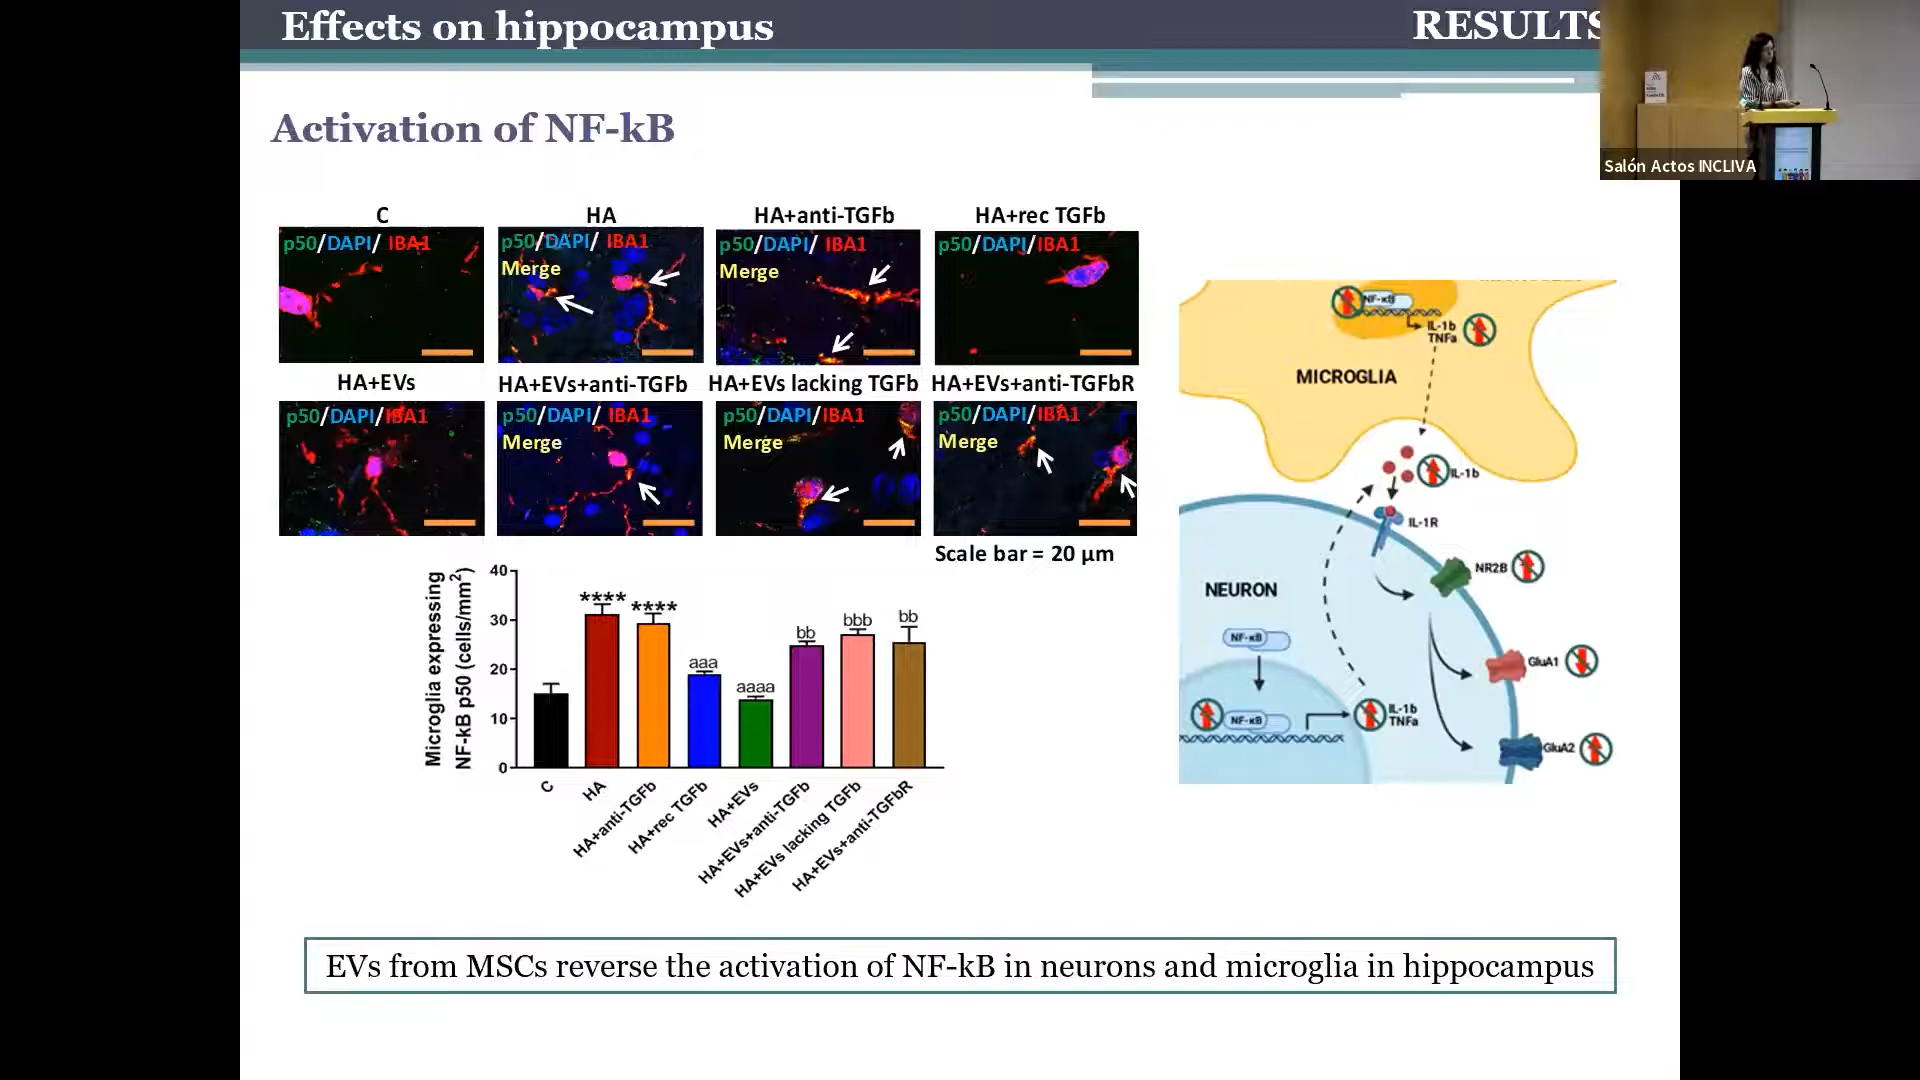 Effects on hippocampus
RESULTS
Salón Actos INCLIVA
Activation of NF-kB
C
HA
HA+anti-TGFb
HA+rec TGFb
p50/DAPI/ IBA1
p50/DAPI/ IBA1
Merge
p50/DAPI/ IBA1
Merge
p50/DAPI/IBA1
HA+EVs
HA+EVs+anti-TGFb
HA+EVs lacking TGFb
HA+EVs+anti-TGFbR
p50/DAPI/IBA1
p50/DAPI/ IBA1
Merge
p50/DAPI/IBA1
Merge
p50/DAPI/IBA1
Merge
Scale bar = 20 µm
Microglia expressing
NF-kB p50 (cells/mm²)
40
30
20
10
0
****
****
aaa
aaaa
bb
bbb
bb
C
HA
HA+anti-TGFb
HA+rec TGFb
HA+EVs
HA+EVs+anti-TGFb
HA+EVs lacking TGFb
HA+EVs+anti-TGFbR
NF-κB
IL-1b
TNFa
MICROGLIA
IL-1b
IL-1R
NR2B
NEURON
NF-κB
GluA1
NF-κB
IL-1b
TNFa
GluA2
EVs from MSCs reverse the activation of NF-kB in neurons and microglia in hippocampus